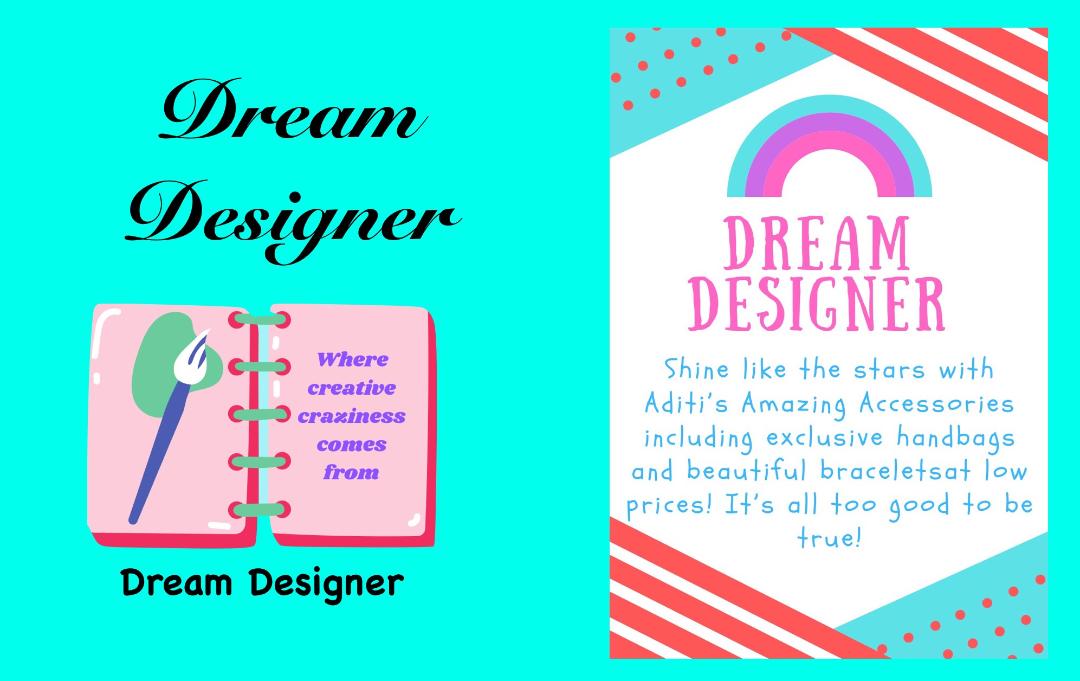 Dream
Designer
Where
creative
craziness
comes
from
Dream Designer
DREAM
DESIGNER
Shine like the stars with
Aditi's Amazing Accessories
including exclusive handbags
and beautiful braceletsat low
prices! It's all too good to be
true!